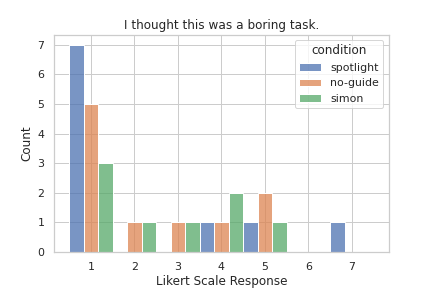 I thought this was a boring task.
condition
spotlight
no-guide
simon
Count
7
6
5
4
3
2
1
0
1 2 3 4 5 6 7
Likert Scale Response